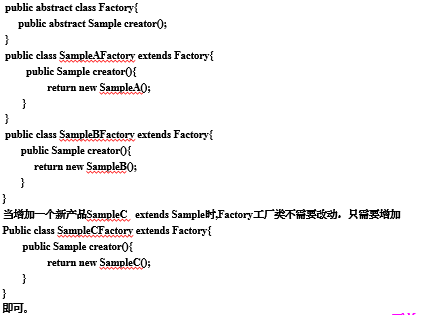 public abstract class Factory{
public abstract Sample creator();
}
public class SampleAFactory extends Factory{
public Sample creator(){
return new SampleA();
}
}
public class SampleBFactory extends Factory{
public Sample creator(){
return new SampleB();
}
}
当增加一个新产品SampleC extends Sample时,Factory工厂类不需要改动。只需要增加
Public class SampleCFactory extends Factory{
public Sample creator(){
return new SampleC();
}
}
即可。